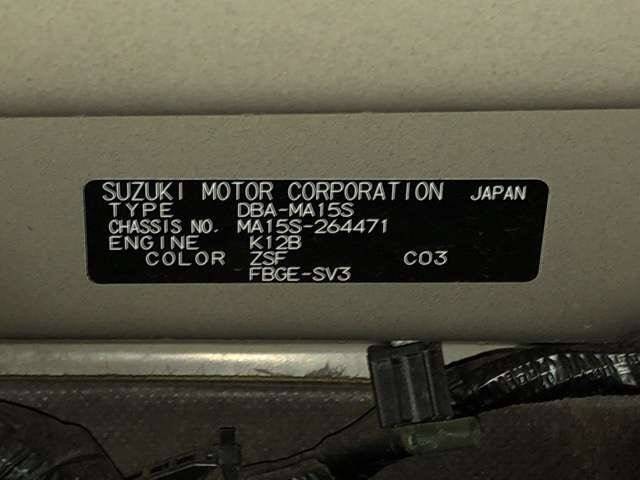 SUZUKI MOTOR CORPORATION JAPAN
TYPE DBA-MA15S
CHASSIS NO. MA15S-264471
ENGINE K12B
COLOR ZSF C03
FBGE-SV3